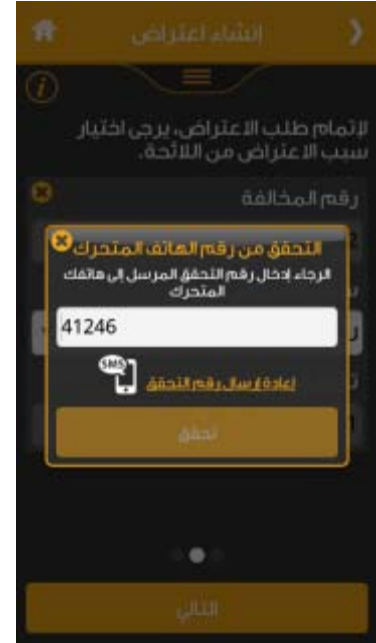 إنشاء اعتراض
لإتمام طلب الاعتراض، يرجى اختيار
سبب الاعتراض من اللائحة.
رقم المخالفة
التحقق من رقم الهاتف المتحرك
الرجاء إدخال رقم التحقق المرسل إلى هاتفك
المتحرك
41246
SMS
إعادة إرسال رقم التحقق
تحقق
التالي